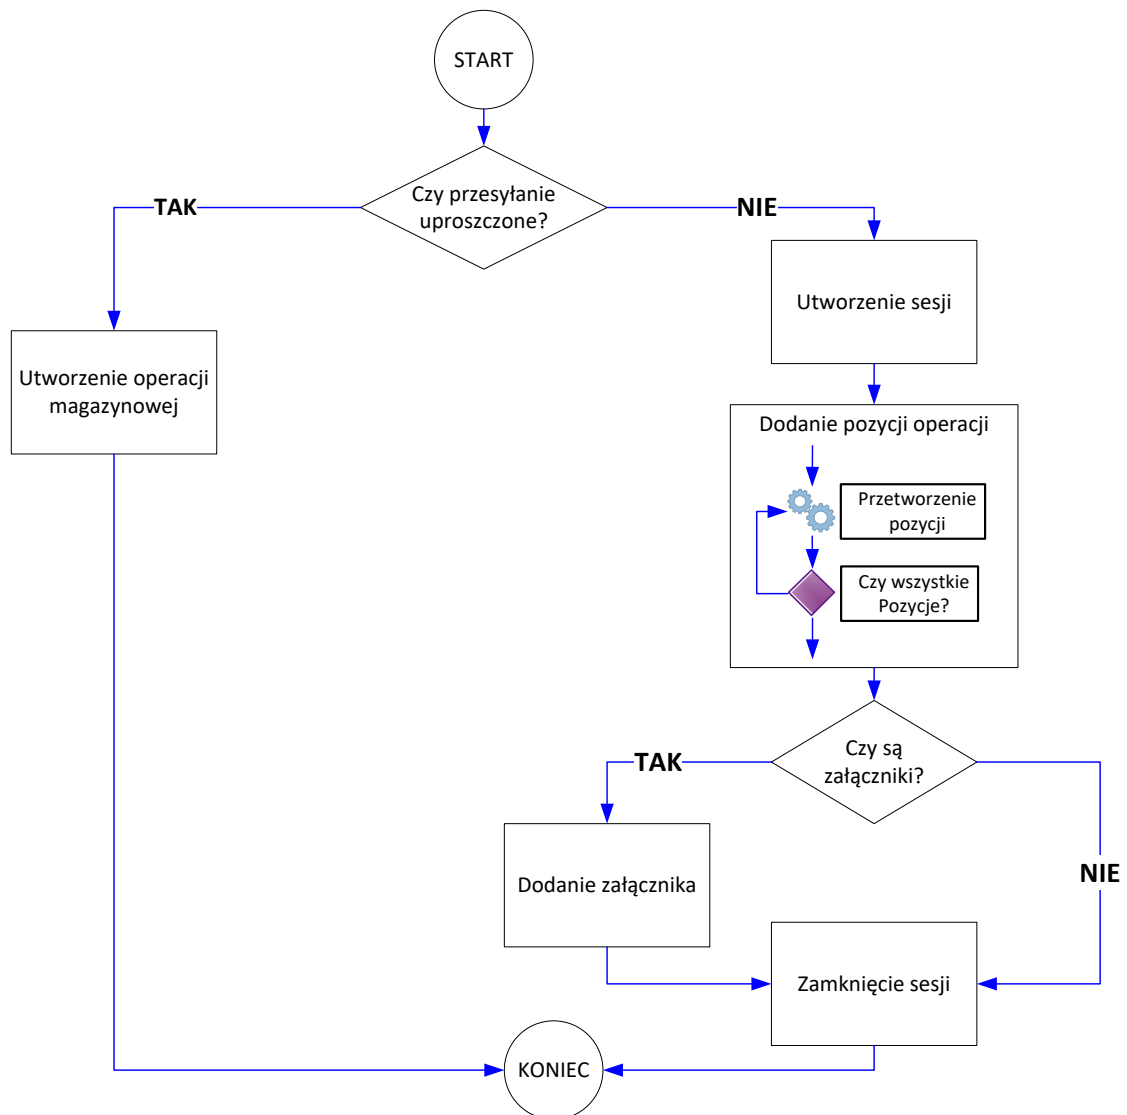 START
Czy przesyłanie
uproszczone?
TAK
NIE
Utworzenie sesji
Utworzenie operacji
magazynowej
Dodanie pozycji operacji
Przetworzenie
pozycji
Czy wszystkie
Pozycje?
Czy są
załączniki?
TAK
NIE
Dodanie załącznika
Zamknięcie sesji
KONIEC